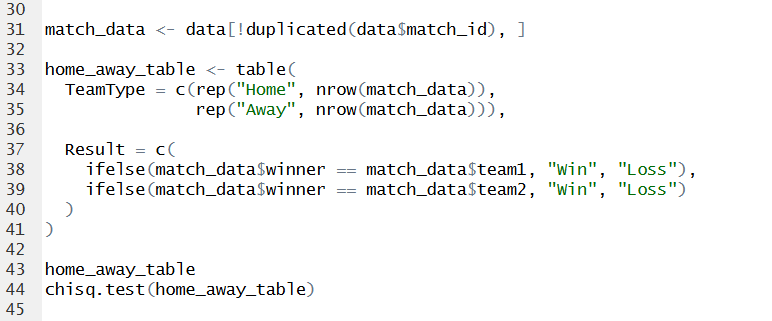 30
31 match_data <- data[!duplicated(data$match_id), ]
32
33 home_away_table <- table(
34   TeamType = c(rep("Home", nrow(match_data)),
35                rep("Away", nrow(match_data))),
36
37   Result = c(
38     ifelse(match_data$winner == match_data$team1, "Win", "Loss"),
39     ifelse(match_data$winner == match_data$team2, "Win", "Loss")
40   )
41 )
42
43 home_away_table
44 chisq.test(home_away_table)
45